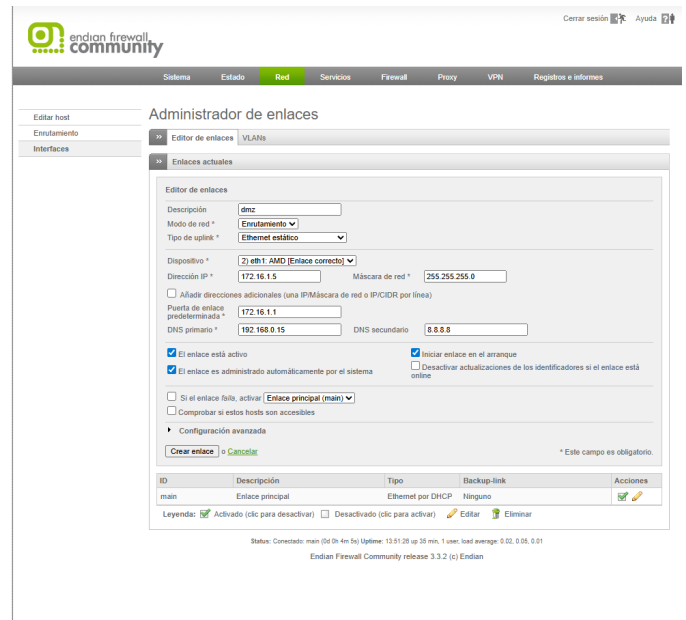 Cerrar sesión Ayuda
endian firewall
community
Sistema Estado Red Servicios Firewall Proxy VPN Registros e informes
Administrador de enlaces
Editar host
Enrutamiento
Interfaces
» Editor de enlaces VLANs
» Enlaces actuales
Editor de enlaces
Descripción dmz
Modo de red * Enrutamiento
Tipo de uplink * Ethernet estático
Dispositivo * 2) eth1: AMD [Enlace correcto]
Dirección IP * 172.16.1.5 Máscara de red * 255.255.255.0
Añadir direcciones adicionales (una IP/Máscara de red o IP/CIDR por línea)
Puerta de enlace
predeterminada * 172.16.1.1
DNS primario * 192.168.0.15 DNS secundario 8.8.8.8
El enlace está activo Iniciar enlace en el arranque
El enlace es administrado automáticamente por el sistema Desactivar actualizaciones de los identificadores si el enlace está
online
Si el enlace falla, activar Enlace principal (main)
Comprobar si estos hosts son accesibles
Configuración avanzada
Crear enlace o Cancelar * Este campo es obligatorio.
ID Descripción Tipo Backup-link Acciones
main Enlace principal Ethernet por DHCP Ninguno
Leyenda: Activado (clic para desactivar) Desactivado (clic para activar) Editar Eliminar
Status: Conectado: main (0d 0h 4m 5s) Uptime: 13:51:26 up 35 min, 1 user, load average: 0.02, 0.05, 0.01
Endian Firewall Community release 3.3.2 (c) Endian